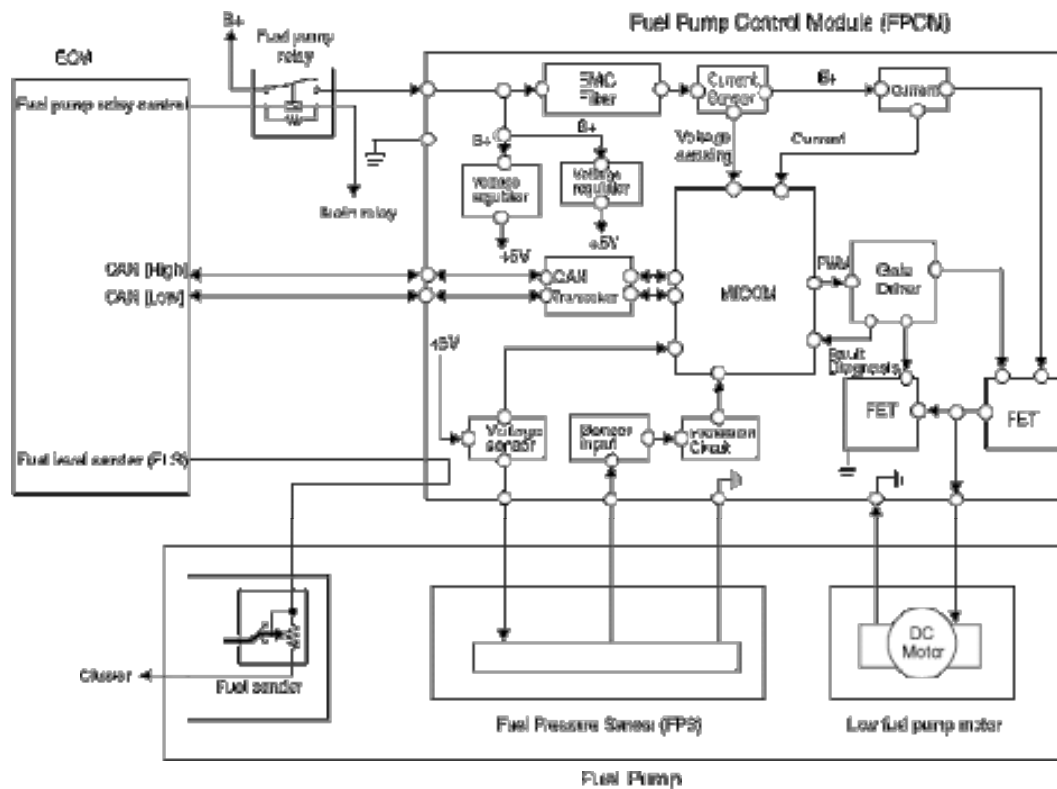 Fuel Pump Control Module (FPCM)
B+
Fuel pump
relay
ECM
Fuel pump relay control
EMC
Filter
Current
Sensor
B+
Current
B+
B+
Voltage
sensing
Current
Voltage
regulator
Voltage
regulator
Main relay
+5V
+5V
CAN [High]
CAN
CAN [Low]
Transceiver
MICOM
PWM
Gate
Driver
+5V
Fault
Diagnosis
FET
FET
Voltage
sensor
Sensor
input
Circuit
Fuel level sender (FLS)
DC
Motor
Cluster
Fuel sender
Fuel Pressure Sensor (FPS)
Low fuel pump motor
Fuel Pump